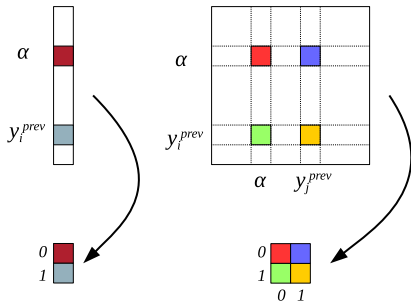 α
y_i^prev
0
1
α
y_i^prev
α y_j^prev
0
1
0 1